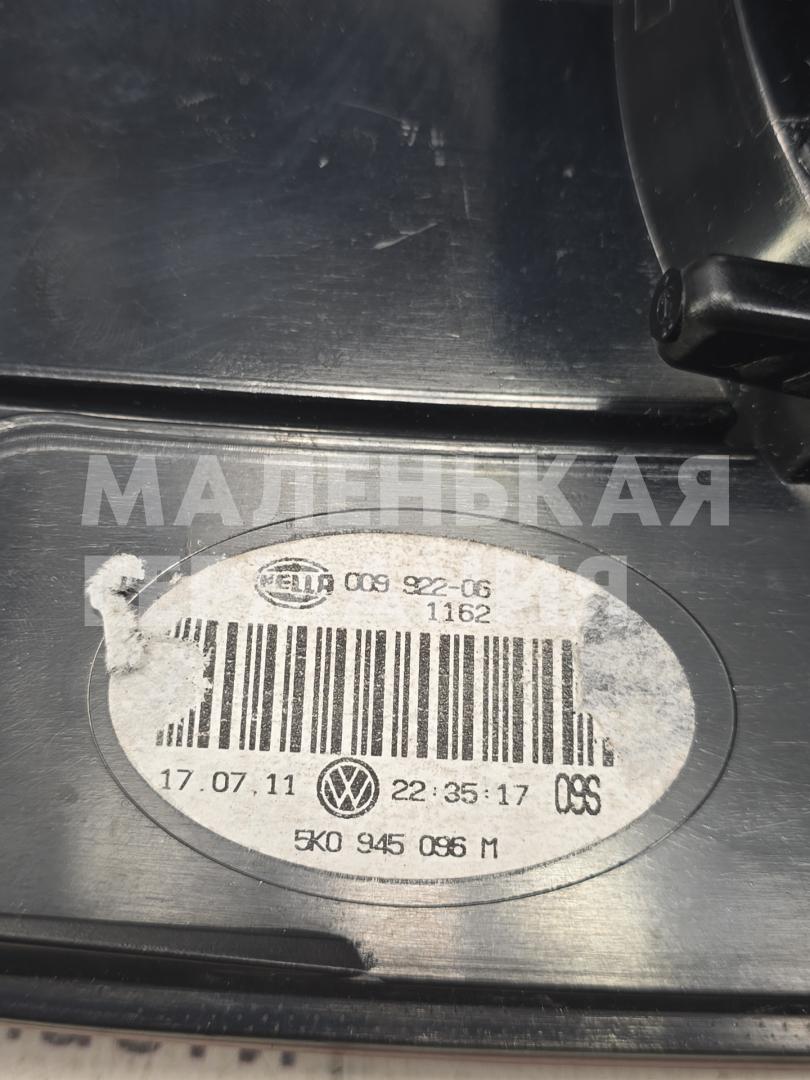 МАЛЕНЬКАЯ
HELLA 009 922-06
1162
17.07.11 VW 22:35:17 09S
5K0 945 096 M